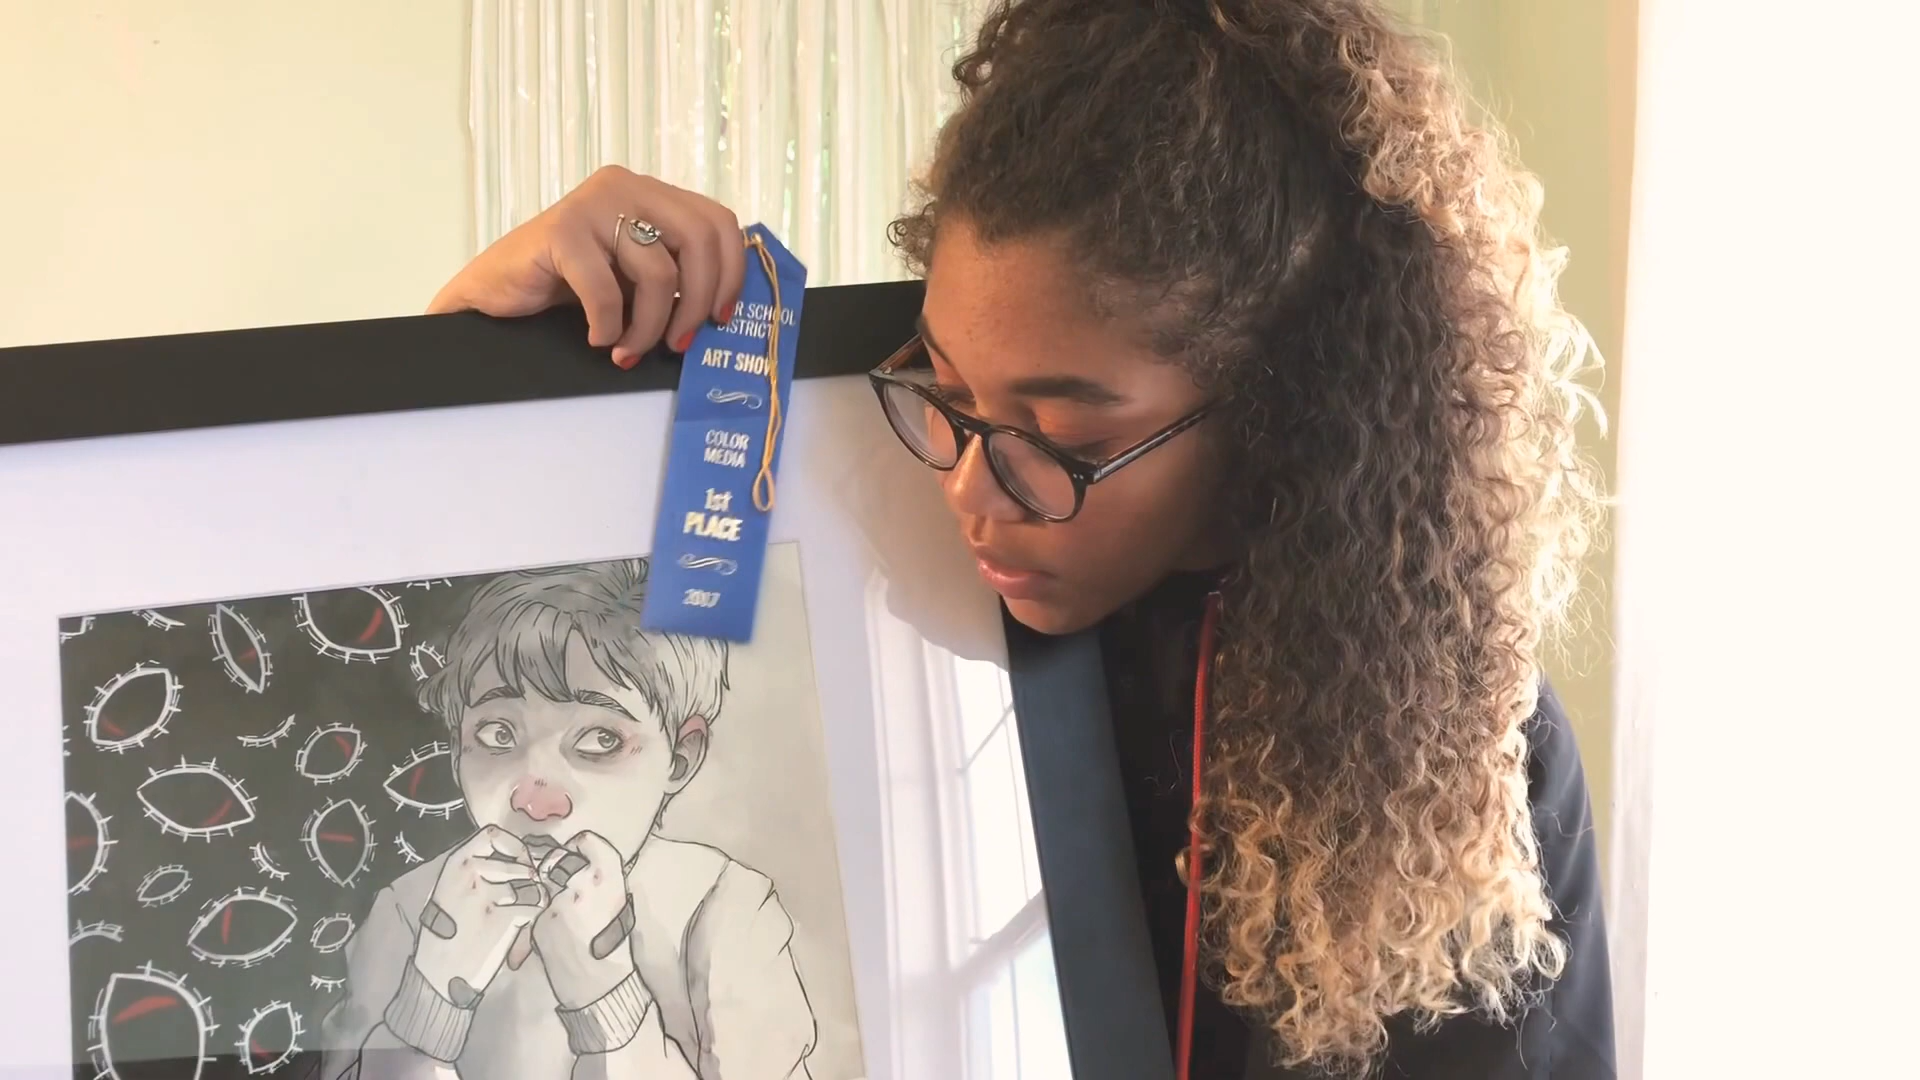 SCHOOL
DISTRICT
ART SHOW
COLOR
MEDIA
1st
PLACE
2017